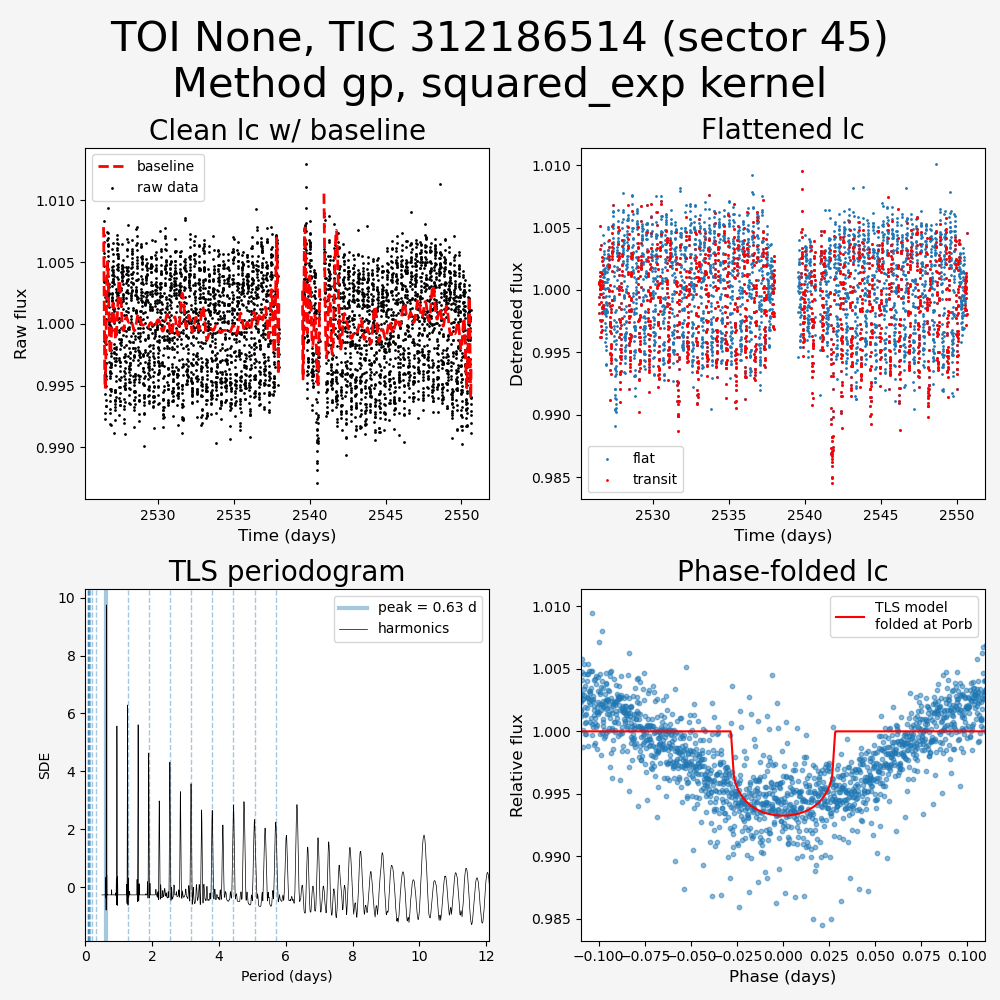 TOI None, TIC 312186514 (sector 45)
Method gp, squared_exp kernel
Clean lc w/ baseline
baseline
raw data
1.010
1.005
1.000
0.995
0.990
Raw flux
2530
2535
2540
2545
2550
Time (days)
Flattened lc
1.010
1.005
1.000
0.995
0.990
0.985
Detrended flux
flat
transit
2530
2535
2540
2545
2550
Time (days)
TLS periodogram
peak = 0.63 d
harmonics
10
8
6
4
2
0
SDE
0
2
4
6
8
10
12
Period (days)
Phase-folded lc
TLS model
folded at Porb
1.010
1.005
1.000
0.995
0.990
0.985
Relative flux
−0.100
−0.075
−0.050
−0.025
0.000
0.025
0.050
0.075
0.100
Phase (days)